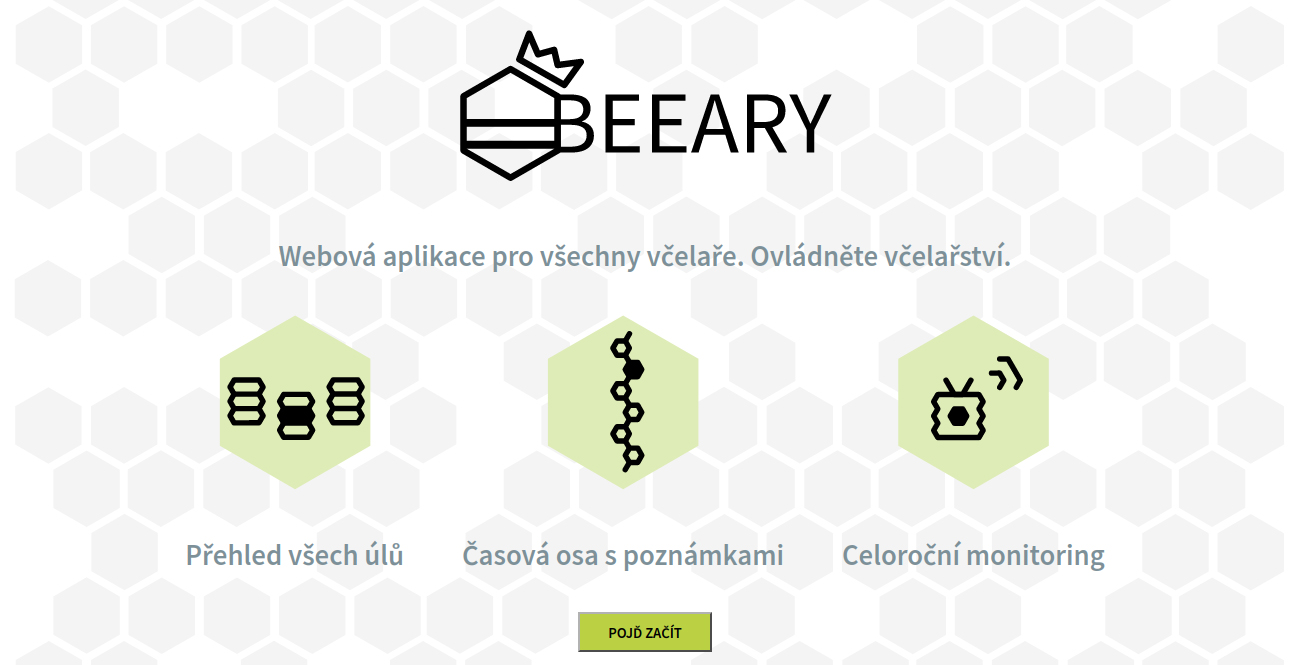 BEEARY
Webová aplikace pro všechny včelaře. Ovládněte včelařství.
Přehled všech úlů
Časová osa s poznámkami
Celoroční monitoring
POJĎ ZAČÍT